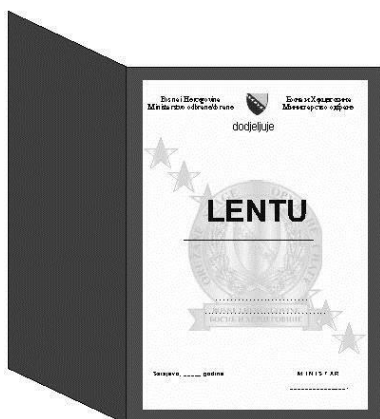 Bosna i Hercegovina
Ministarstvo odbrane/obrane
Босна и Херцеговина
Министарство одбране
dodjeljuje
LENTU
Sarajevo, _____ godine
MINISTAR